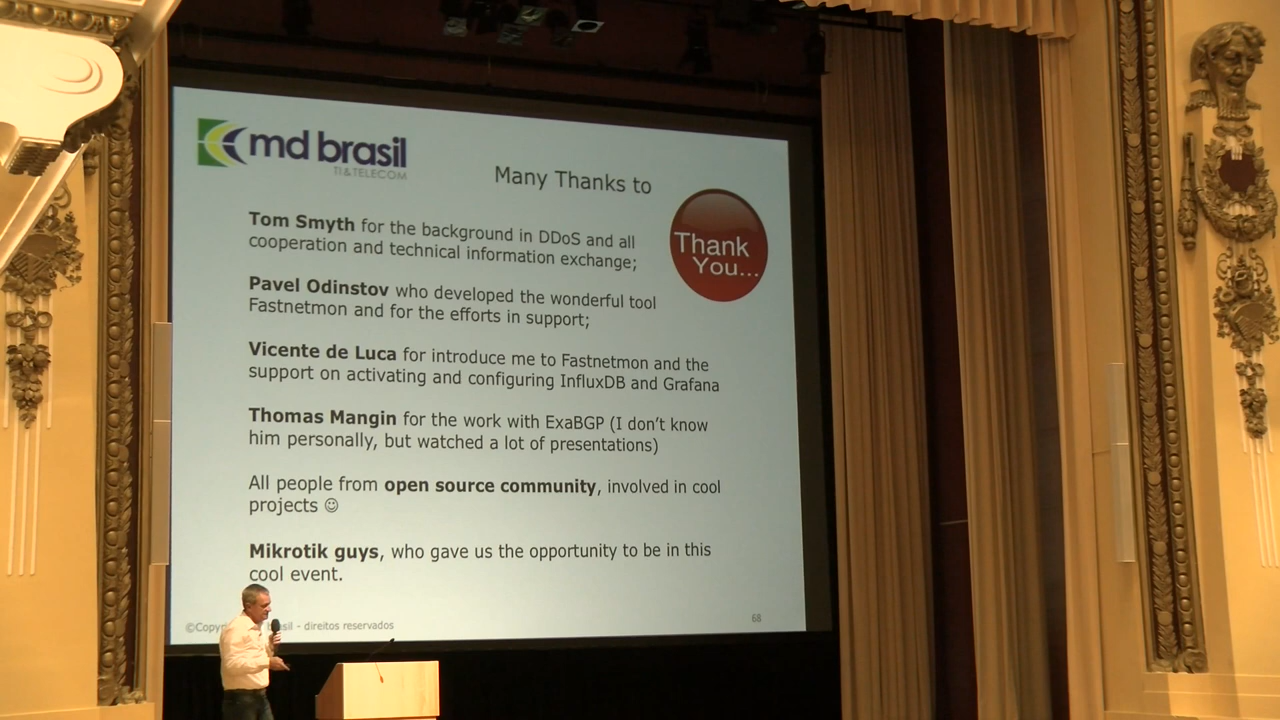 md brasil
TI & TELECOM
Many Thanks to
Thank
You...
Tom Smyth for the background in DDoS and all
cooperation and technical information exchange;
Pavel Odinstov who developed the wonderful tool
Fastnetmon and for the efforts in support;
Vicente de Luca for introduce me to Fastnetmon and the
support on activating and configuring InfluxDB and Grafana
Thomas Mangin for the work with ExaBGP (I don't know
him personally, but watched a lot of presentations)
All people from open source community, involved in cool
projects ☺
Mikrotik guys, who gave us the opportunity to be in this
cool event.
- direitos reservados
68